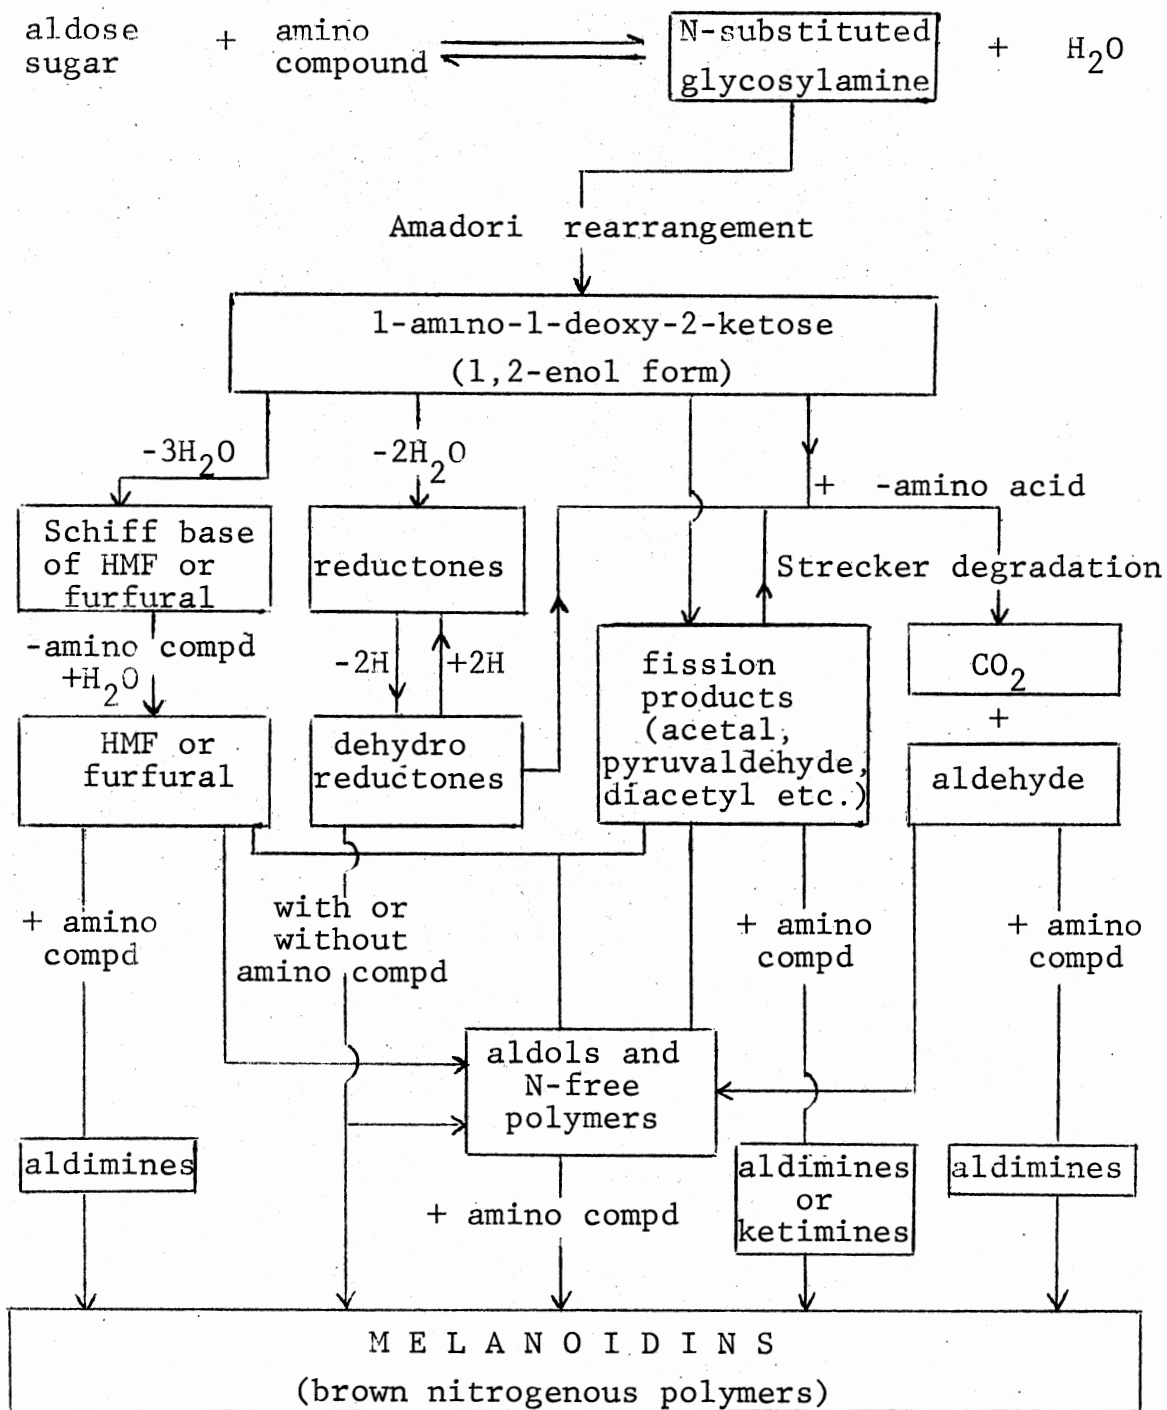 aldose sugar + amino compound N-substituted glycosylamine + H₂O
Amadori rearrangement
1-amino-1-deoxy-2-ketose
(1,2-enol form)
-3H₂O
-2H₂O
+ -amino acid
Schiff base
of HMF or
furfural
reductones
Strecker degradation
-amino compd
+H₂O
-2H
+2H
fission
products
(acetal,
pyruvaldehyde,
diacetyl etc.)
CO₂
+
aldehyde
HMF or
furfural
dehydro
reductones
+ amino
compd
with or
without
amino compd
+ amino
compd
+ amino
compd
aldols and
N-free
polymers
aldimines
+ amino compd
aldimines
or
ketimines
aldimines
MELANOIDINS
(brown nitrogenous polymers)